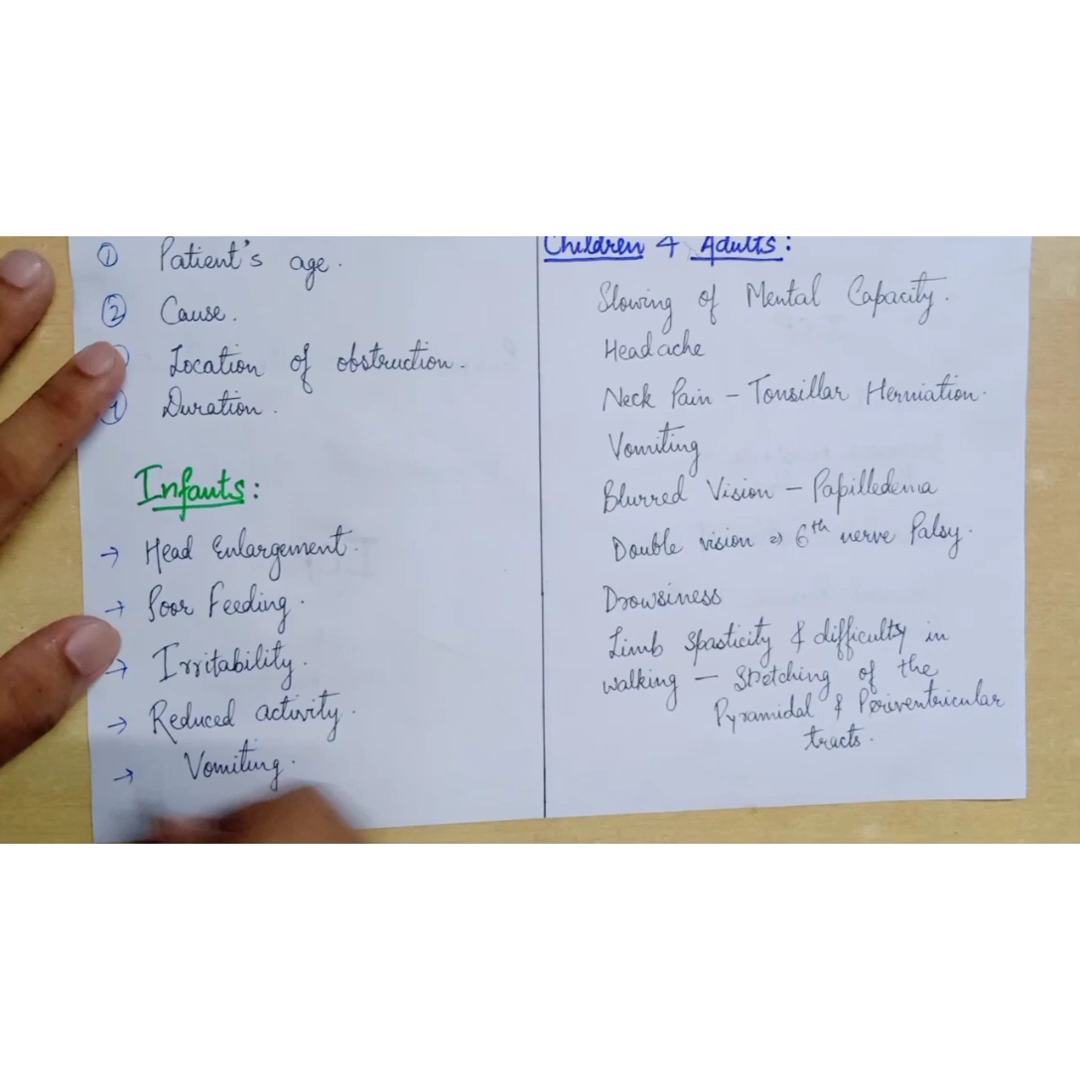 ① Patient's age.
② Cause.
Location of obstruction.
④ Duration.
Infants:
→ Head Enlargement.
→ Poor Feeding.
→ Irritability.
→ Reduced activity.
→ Vomiting.
Children & Adults:
Slowing of Mental Capacity.
Headache
Neck Pain – Tonsillar Herniation.
Vomiting
Blurred Vision – Papilledema
Double vision ⇒ 6th nerve Palsy.
Drowsiness
Limb Spasticity & difficulty in
walking – Stretching of the
Pyramidal & Periventricular
tracts.